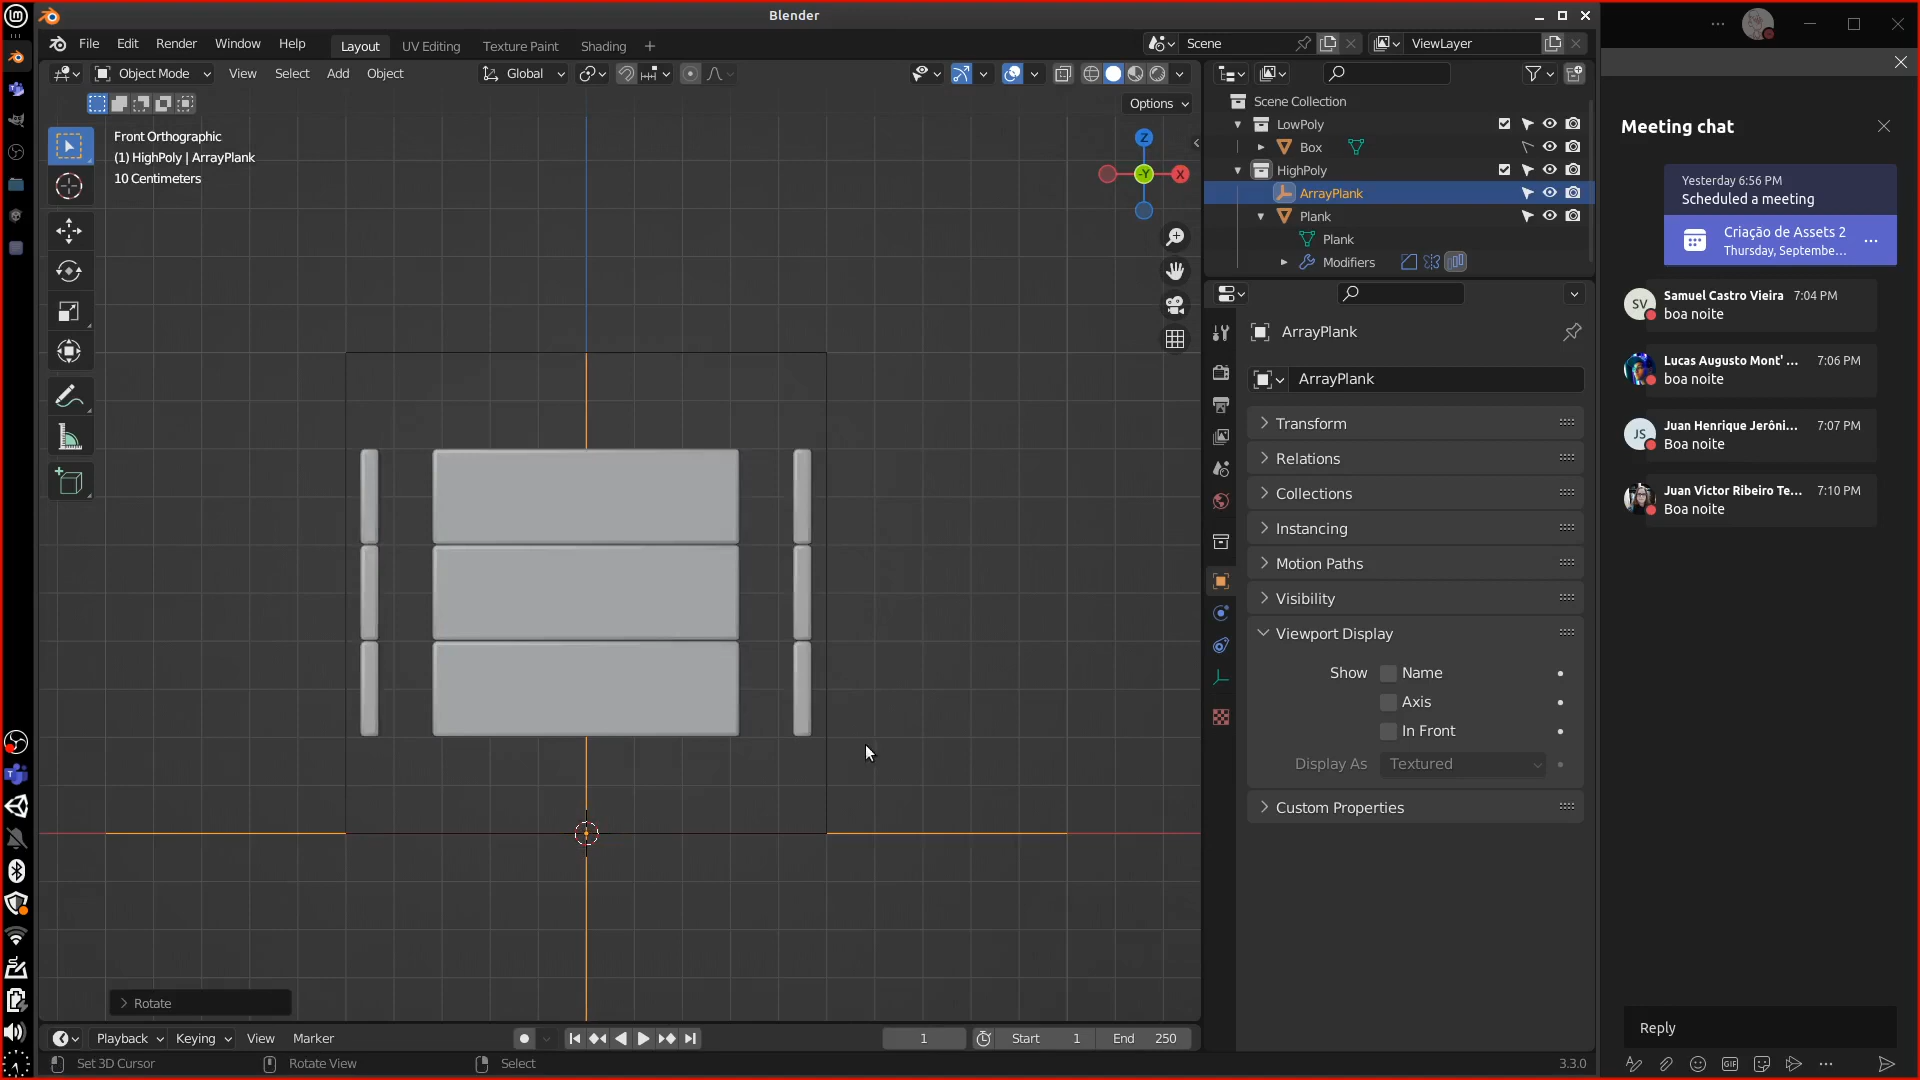 Blender
File Edit Render Window Help
Layout UV Editing Texture Paint Shading
Scene
ViewLayer
Object Mode View Select Add Object
Global
Options
Front Orthographic
(1) HighPoly | ArrayPlank
10 Centimeters
Z
-Y
X
Rotate
Scene Collection
LowPoly
Box
HighPoly
ArrayPlank
Plank
Plank
Modifiers
ArrayPlank
ArrayPlank
Transform
Relations
Collections
Instancing
Motion Paths
Visibility
Viewport Display
Show Name
Axis
In Front
Display As Textured
Custom Properties
Playback Keying View Marker
1
Start 1
End 250
Set 3D Cursor
Rotate View
Select
3.3.0
Meeting chat
Yesterday 6:56 PM
Scheduled a meeting
Criação de Assets 2
Thursday, Septembe...
SV
Samuel Castro Vieira 7:04 PM
boa noite
Lucas Augusto Mont' ... 7:06 PM
boa noite
JS
Juan Henrique Jerôni... 7:07 PM
Boa noite
Juan Victor Ribeiro Te... 7:10 PM
Boa noite
Reply
GIF